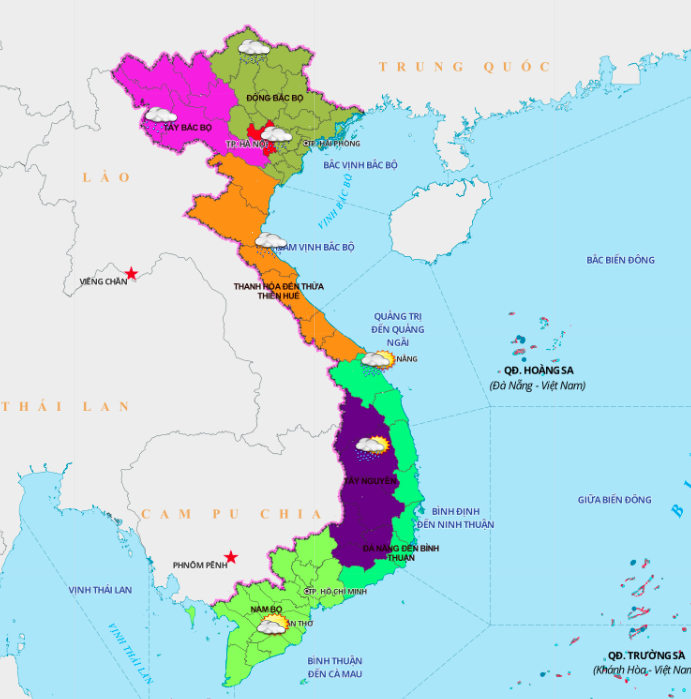 TRUNG QUỐC
ĐÔNG BẮC BỘ
TÂY BẮC BỘ
TP. HÀ NỘI
TP. HẢI PHÒNG
BẮC VỊNH BẮC BỘ
LÀO
VỊNH BẮC BỘ
NAM VỊNH BẮC BỘ
BẮC BIỂN ĐÔNG
VIÊNG CHĂN
THANH HÓA ĐẾN THỪA
THIÊN HUẾ
QUẢNG TRỊ
ĐẾN QUẢNG
NGÃI
NẴNG
QĐ. HOÀNG SA
(Đà Nẵng - Việt Nam)
THÁI LAN
TÂY NGUYÊN
GIỮA BIỂN ĐÔNG
B I
CAM PU CHIA
BÌNH ĐỊNH
ĐẾN NINH THUẬN
ĐÀ NẴNG ĐẾN BÌNH
THUẬN
PHNÔM PÊNH
VỊNH THÁI LAN
TP. HỒ CHÍ MINH
NAM BỘ
ẦN THƠ
VỊNH THÁI LAN
BÌNH THUẬN
ĐẾN CÀ MAU
QĐ. TRƯỜNG SA
(Khánh Hòa - Việt Nam